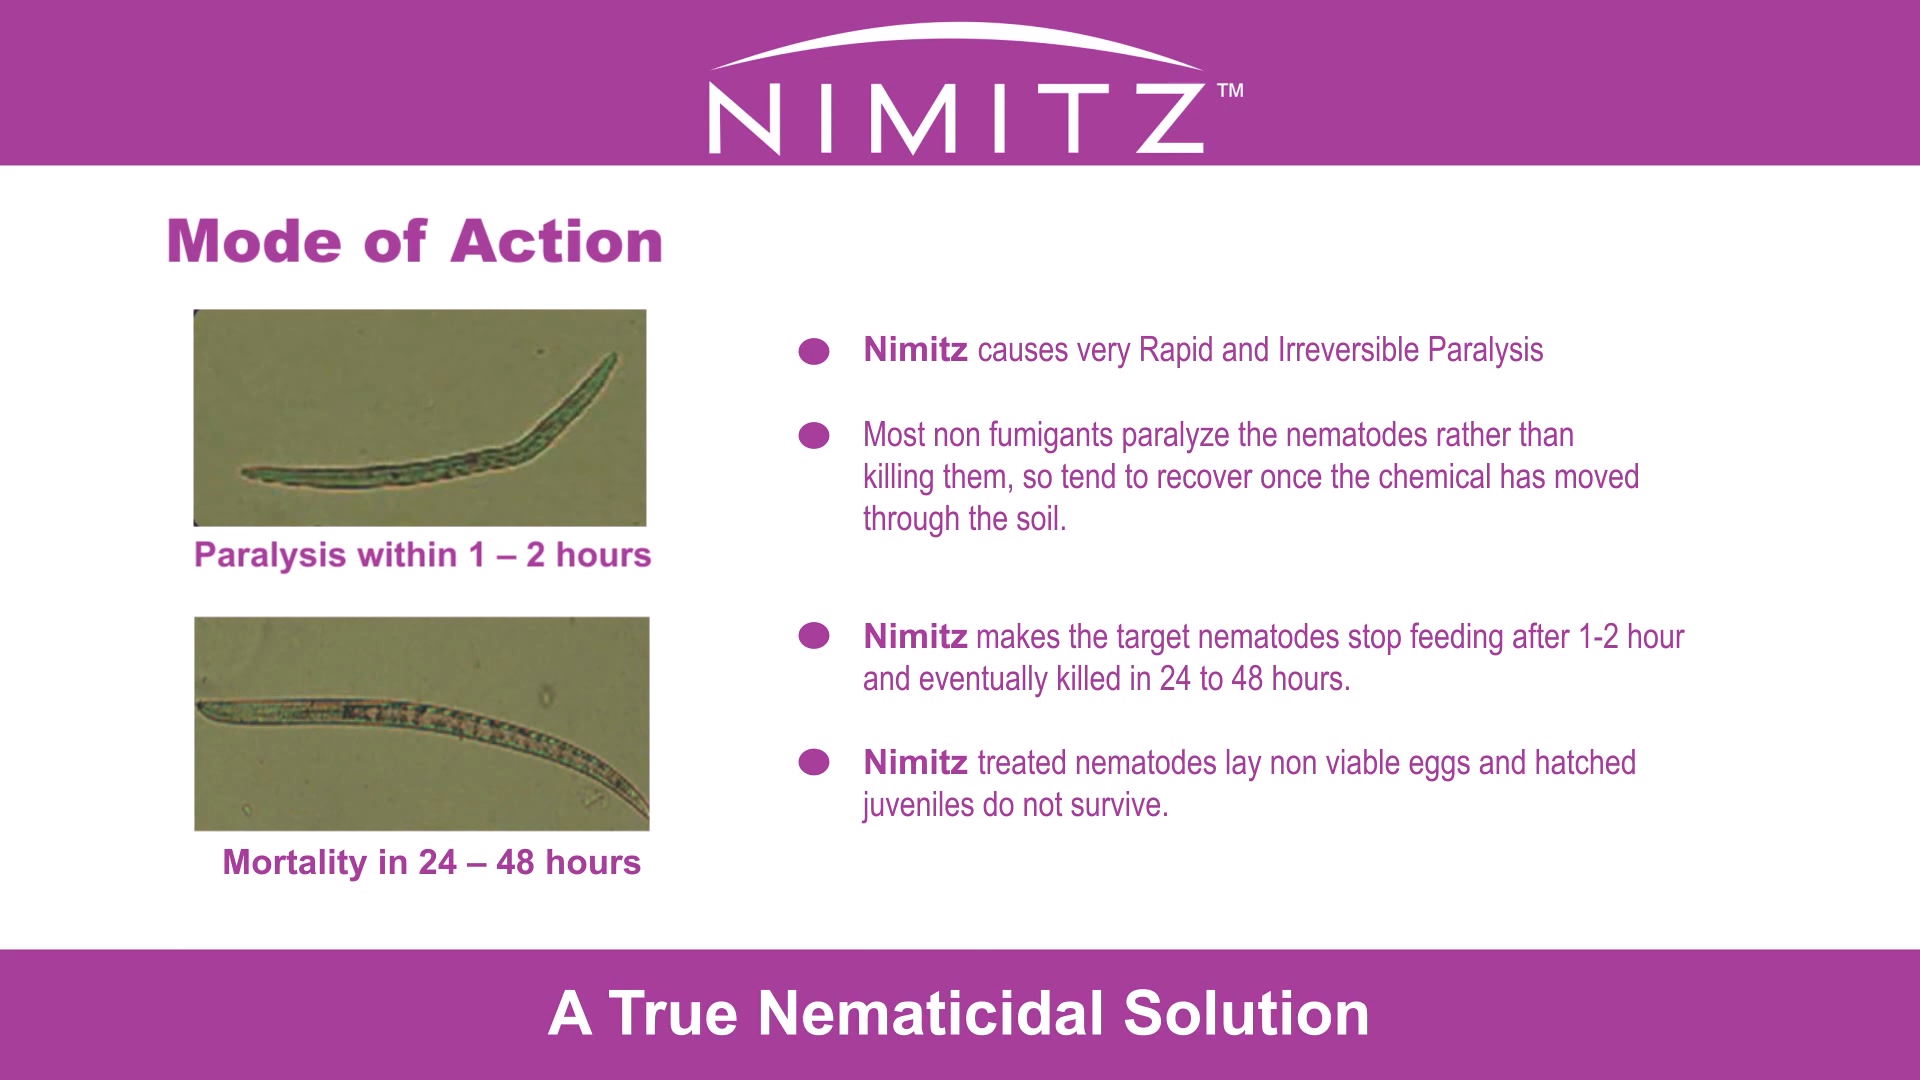 NIMITZ™
Mode of Action
Paralysis within 1 – 2 hours
Mortality in 24 – 48 hours
Nimitz causes very Rapid and Irreversible Paralysis
Most non fumigants paralyze the nematodes rather than
killing them, so tend to recover once the chemical has moved
through the soil.
Nimitz makes the target nematodes stop feeding after 1-2 hour
and eventually killed in 24 to 48 hours.
Nimitz treated nematodes lay non viable eggs and hatched
juveniles do not survive.
A True Nematicidal Solution